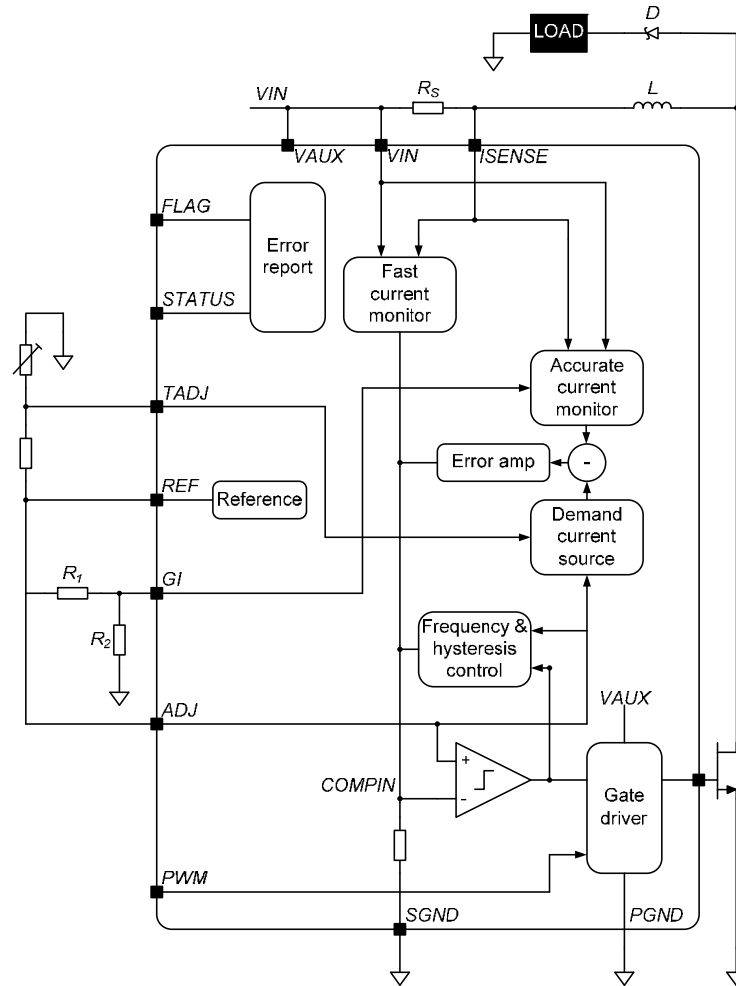 LOAD
D
VIN
RS
L
VAUX
VIN
ISENSE
FLAG
Error
report
Fast
current
monitor
STATUS
Accurate
current
monitor
TADJ
Error amp
-
REF
Reference
Demand
current
source
R1
GI
R2
Frequency &
hysteresis
control
ADJ
VAUX
+
COMPIN
-
Gate
driver
PWM
SGND
PGND